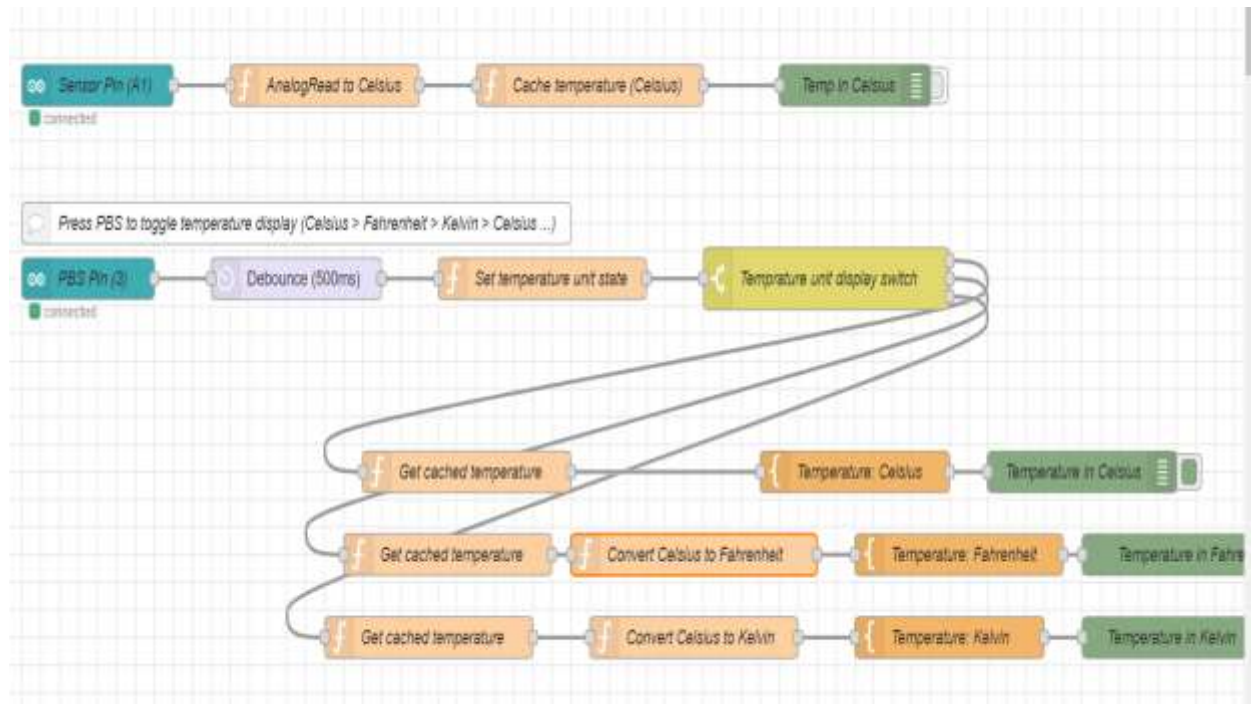 Sensor Pin (A1)
AnalogRead to Celsius
Cache temperature (Celsius)
Temp in Celsius
connected
Press PBS to toggle temperature display (Celsius > Fahrenheit > Kelvin > Celsius ...)
PBS Pin (3)
Debounce (500ms)
Set temperature unit state
Temprature unit display switch
connected
Get cached temperature
Temperature: Celsius
Temperature in Celsius
Get cached temperature
Convert Celsius to Fahrenheit
Temperature: Fahrenheit
Temperature in Fahre
Get cached temperature
Convert Celsius to Kelvin
Temperature: Kelvin
Temperature in Kelvin